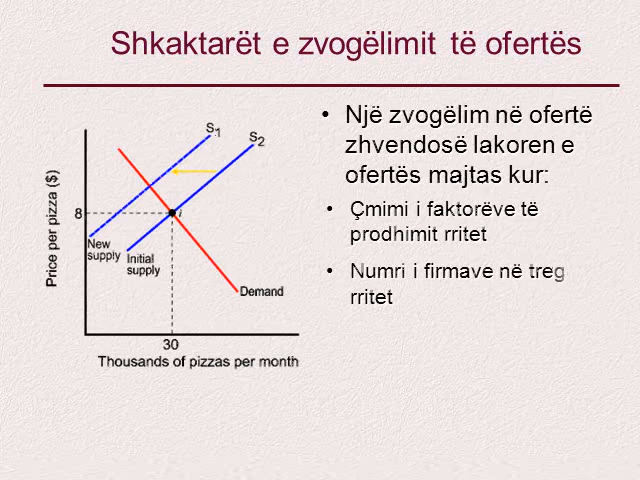 Shkaktarët e zvogëlimit të ofertës
Një zvogëlim në ofertë
zhvendosë lakoren e
ofertës majtas kur:
Çmimi i faktorëve të
prodhimit rritet
Numri i firmave në treg
rritet
S1
S2
Price per pizza ($)
8
i
New
supply
Initial
supply
Demand
30
Thousands of pizzas per month